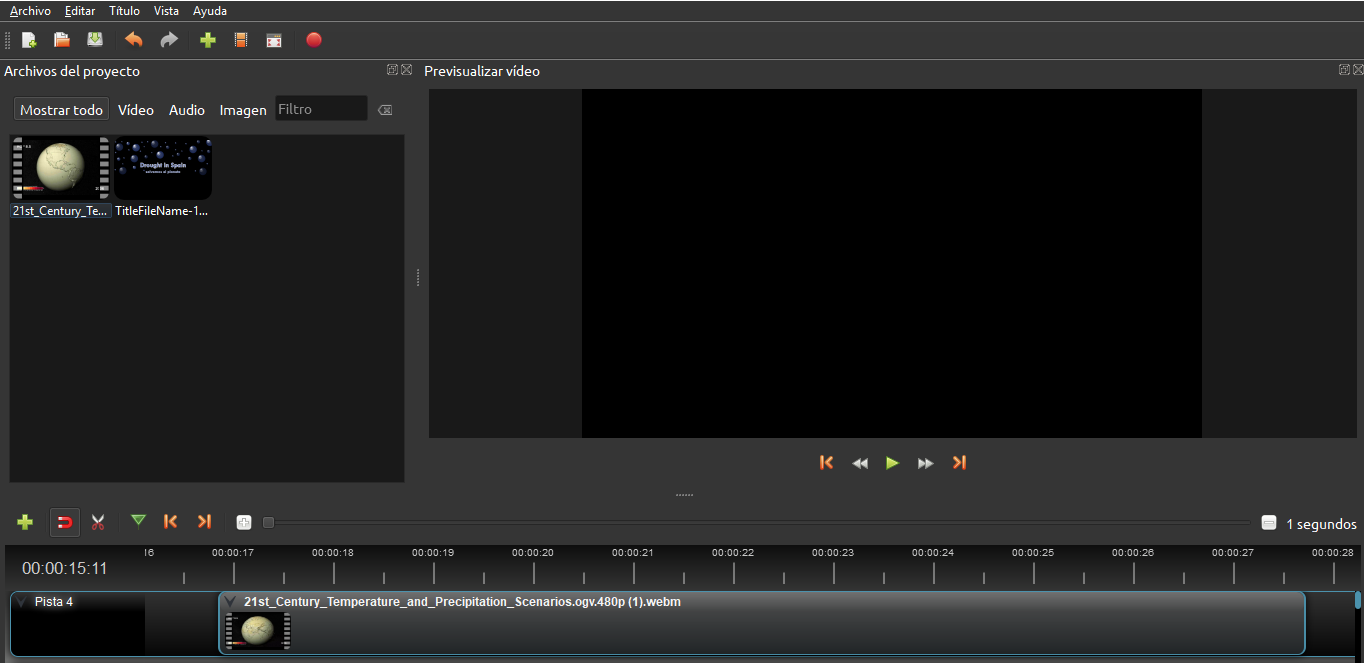 Archivo Editar Título Vista Ayuda
Archivos del proyecto
Previsualizar vídeo
Mostrar todo Vídeo Audio Imagen Filtro
Drought in Spain
21st_Century_Te... TitleFileName-1...
1 segundos
00:00:15:11
16 00:00:17 00:00:18 00:00:19 00:00:20 00:00:21 00:00:22 00:00:23 00:00:24 00:00:25 00:00:26 00:00:27 00:00:28
Pista 4
21st_Century_Temperature_and_Precipitation_Scenarios.ogv.480p (1).webm